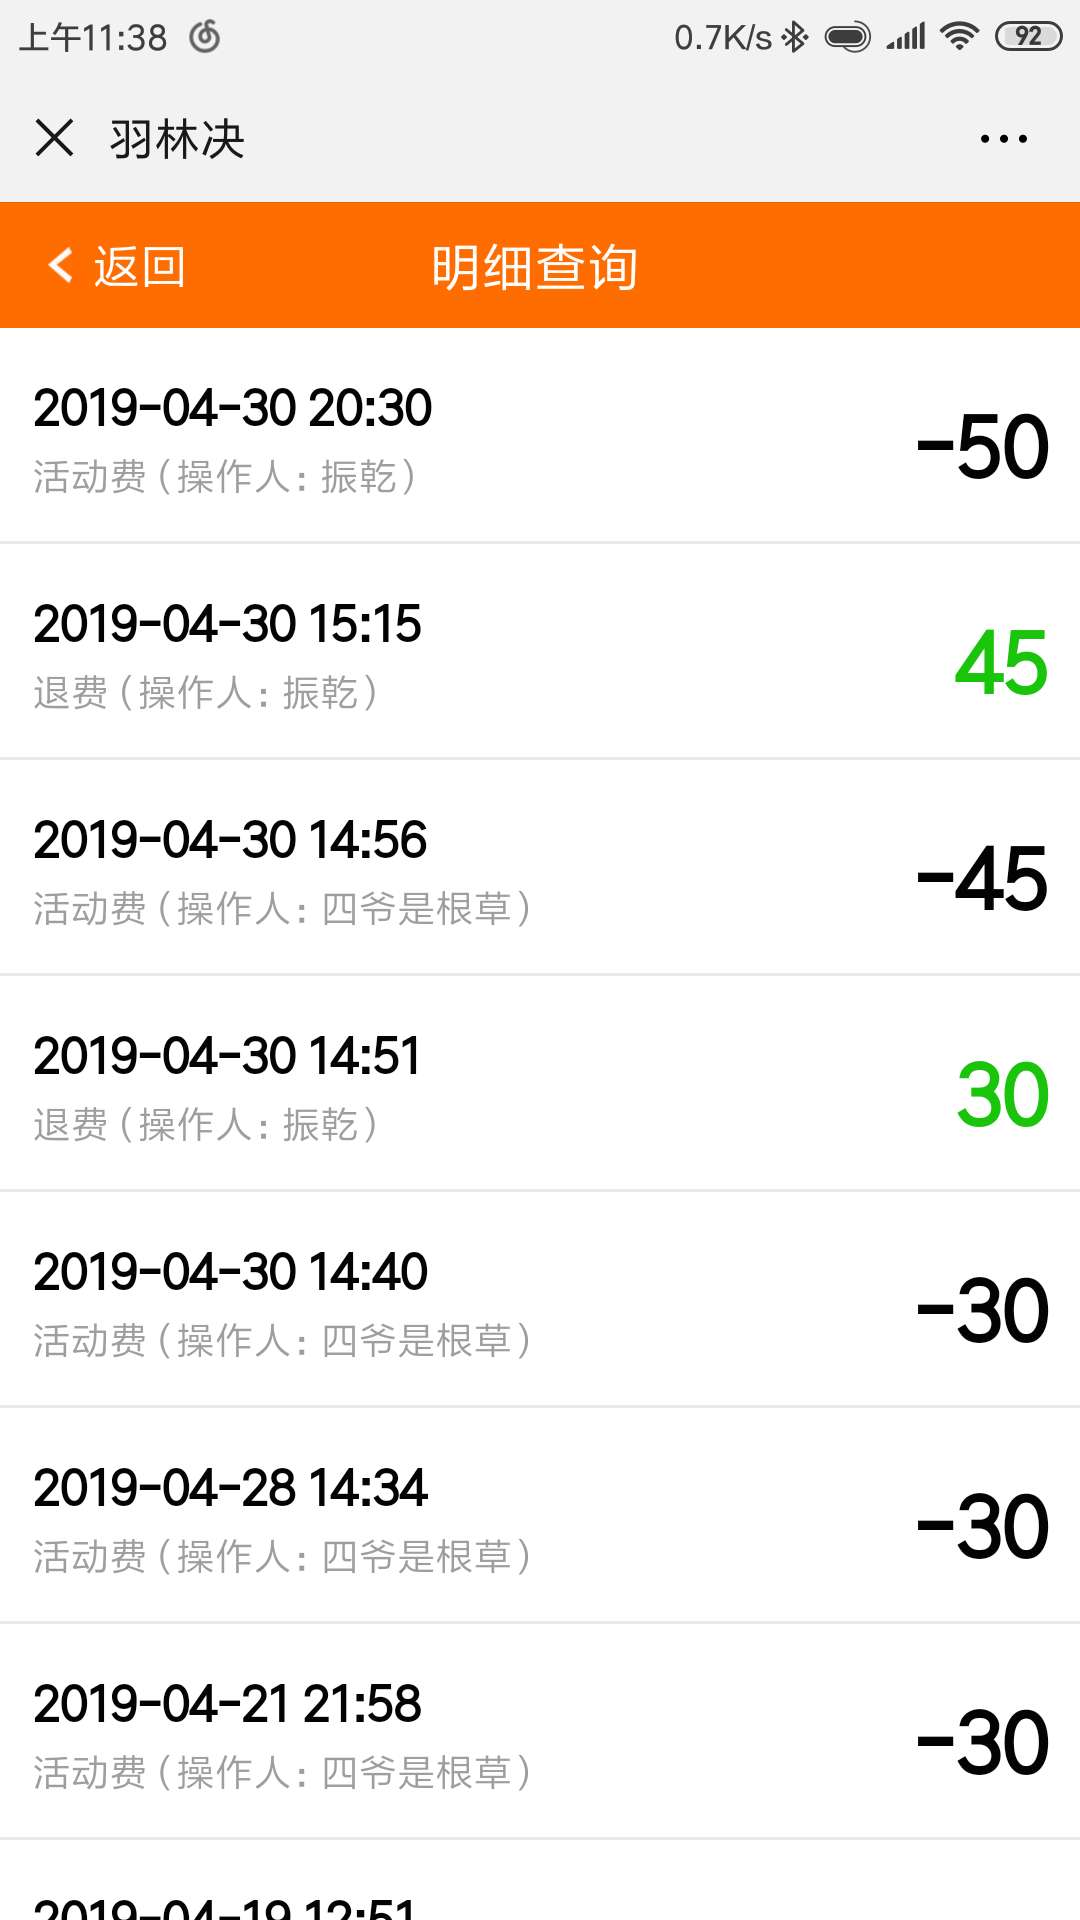 上午11:38 0.7K/s 92
羽林决
返回 明细查询
2019-04-30 20:30
-50
活动费(操作人: 振乾)
2019-04-30 15:15
45
退费(操作人: 振乾)
2019-04-30 14:56
-45
活动费(操作人: 四爷是根草)
2019-04-30 14:51
30
退费(操作人: 振乾)
2019-04-30 14:40
-30
活动费(操作人: 四爷是根草)
2019-04-28 14:34
-30
活动费(操作人: 四爷是根草)
2019-04-21 21:58
-30
活动费(操作人: 四爷是根草)
2019-04-19 12:51